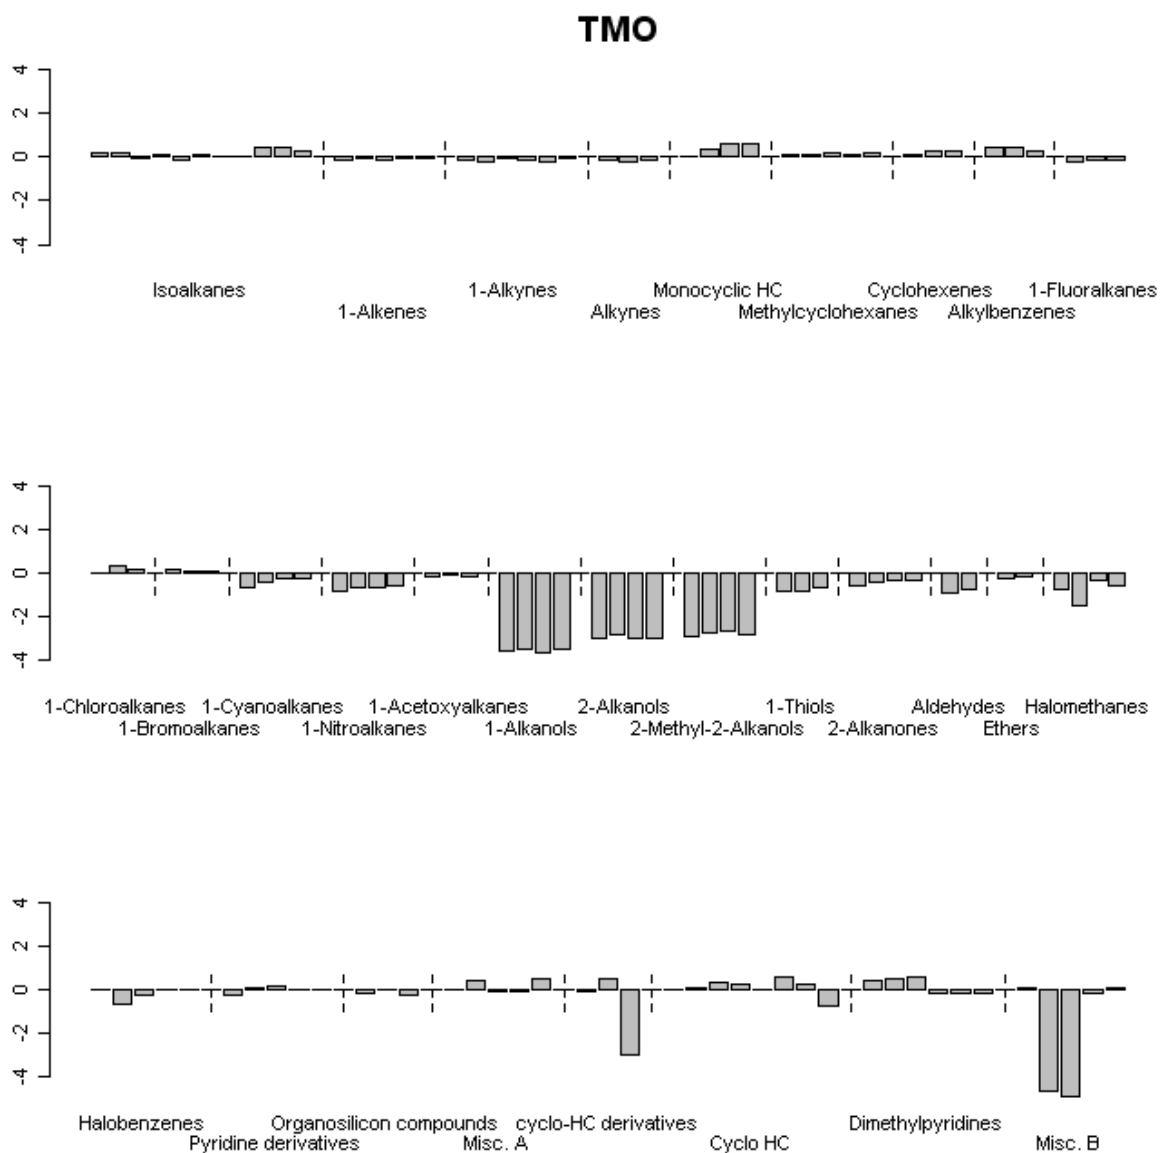 TMO
4
2
0
-2
-4
Isoalkanes 1-Alkynes Monocyclic HC Cyclohexenes 1-Fluoralkanes
1-Alkenes Alkynes Methylcyclohexanes Alkylbenzenes
4
2
0
-2
-4
1-Chloroalkanes 1-Cyanoalkanes 1-Acetoxyalkanes 2-Alkanols 1-Thiols Aldehydes Halomethanes
1-Bromoalkanes 1-Nitroalkanes 1-Alkanols 2-Methyl-2-Alkanols 2-Alkanones Ethers
4
2
0
-2
-4
Halobenzenes Organosilicon compounds cyclo-HC derivatives Dimethylpyridines
Pyridine derivatives Misc. A Cyclo HC Misc. B